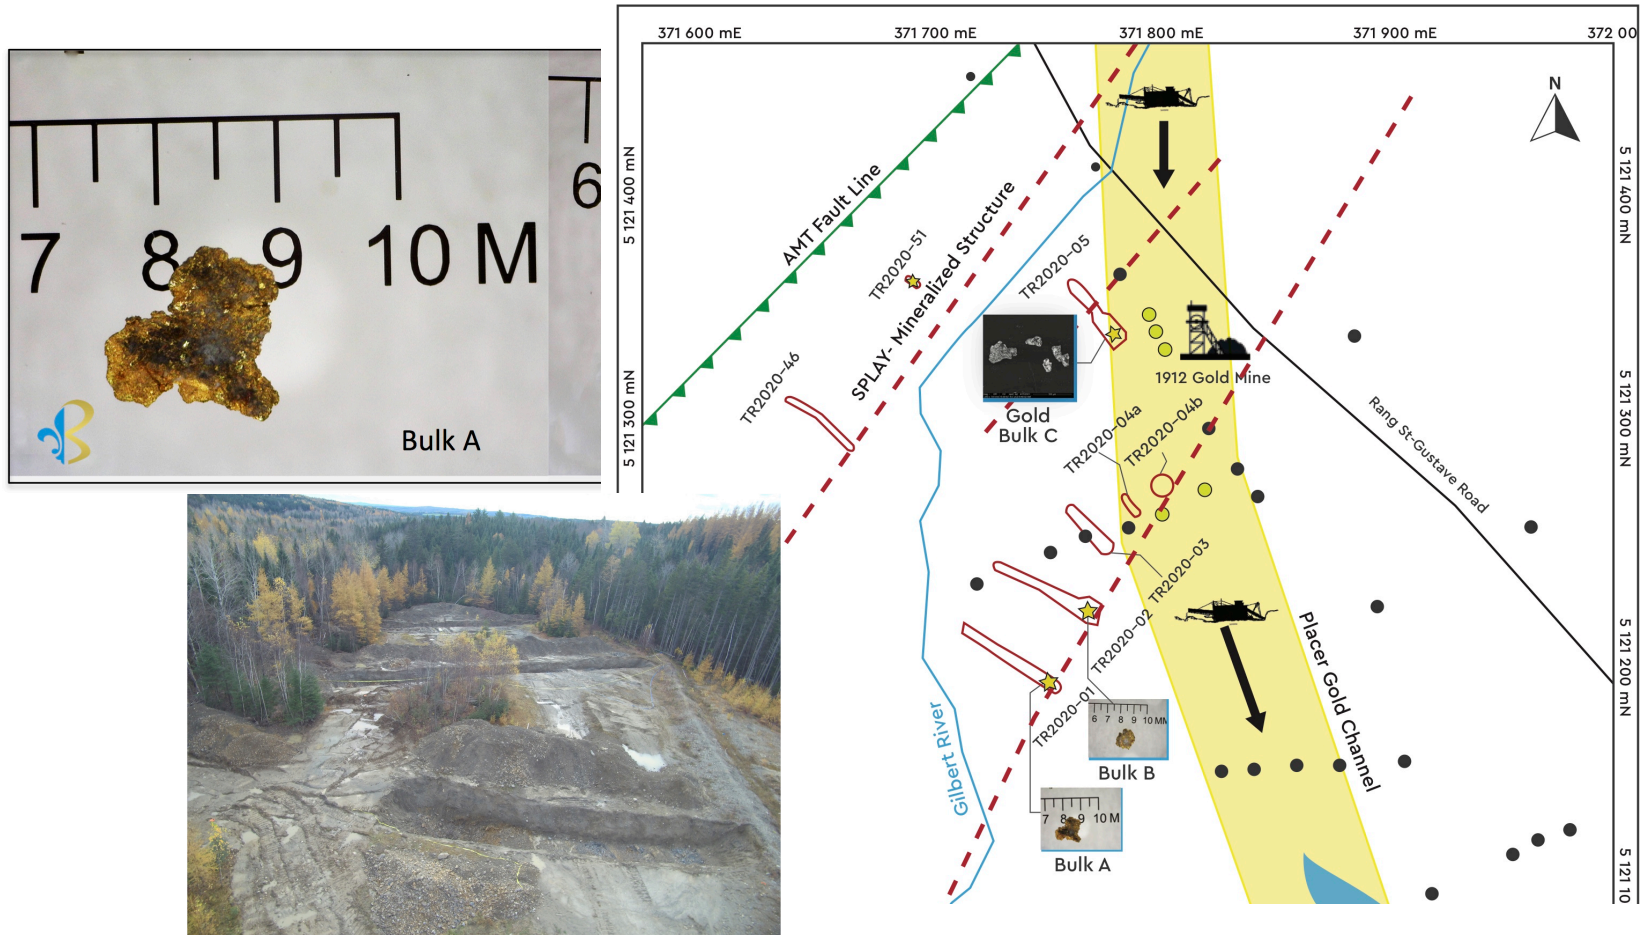 7 8 9 10 M
6
Bulk A
B
371 600 mE 371 700 mE 371 800 mE 371 900 mE 372 00
N
5 121 400 mN
5 121 300 mN
5 121 400 mN
5 121 300 mN
5 121 200 mN
5 121 10
AMT Fault Line
SPLAY- Mineralized Structure
TR2020-51
TR2020-46
TR2020-05
Gold
Bulk C
1912 Gold Mine
TR2020-04a
TR2020-04b
Rang St-Gustave Road
TR2020-03
TR2020-02
TR2020-01
Placer Gold Channel
Gilbert River
6 7 8 9 10 MM
Bulk B
7 8 9 10 M
Bulk A